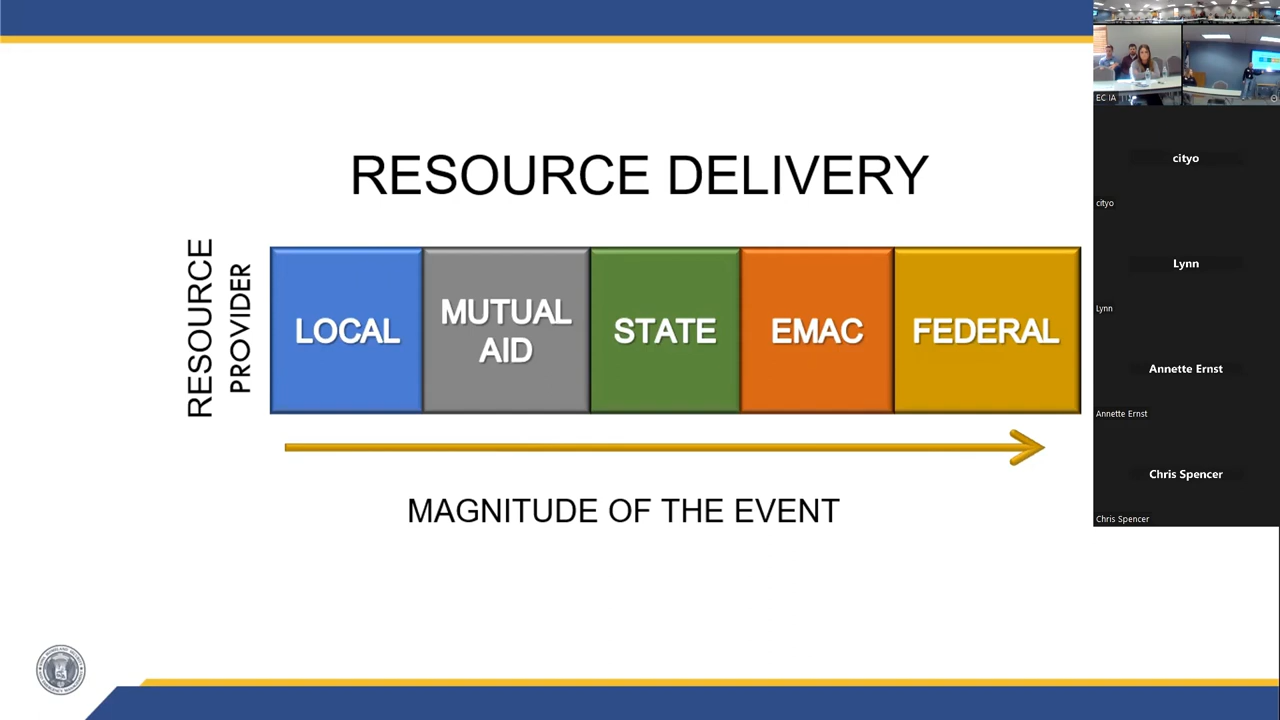 RESOURCE DELIVERY
RESOURCE
PROVIDER
LOCAL
MUTUAL
AID
STATE
EMAC
FEDERAL
MAGNITUDE OF THE EVENT
EC IA
cityo
cityo
Lynn
Lynn
Annette Ernst
Annette Ernst
Chris Spencer
Chris Spencer